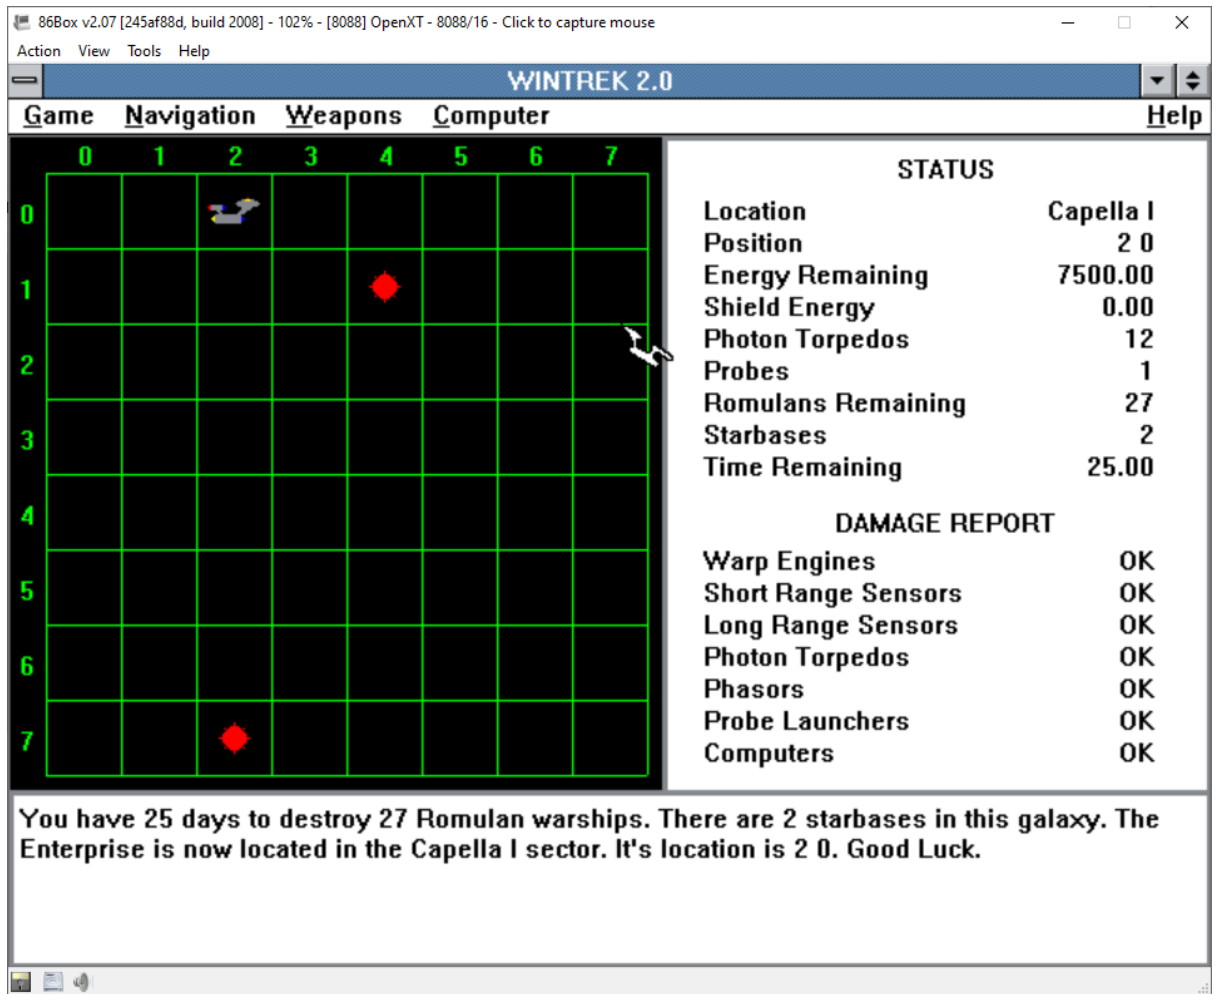 86Box v2.07 [245af88d, build 2008] - 102% - [8088] OpenXT - 8088/16 - Click to capture mouse
Action View Tools Help
WINTREK 2.0
Game Navigation Weapons Computer Help
0 1 2 3 4 5 6 7
0
1
2
3
4
5
6
7
STATUS
Location Capella I
Position 2 0
Energy Remaining 7500.00
Shield Energy 0.00
Photon Torpedos 12
Probes 1
Romulans Remaining 27
Starbases 2
Time Remaining 25.00
DAMAGE REPORT
Warp Engines OK
Short Range Sensors OK
Long Range Sensors OK
Photon Torpedos OK
Phasors OK
Probe Launchers OK
Computers OK
You have 25 days to destroy 27 Romulan warships. There are 2 starbases in this galaxy. The
Enterprise is now located in the Capella I sector. It's location is 2 0. Good Luck.